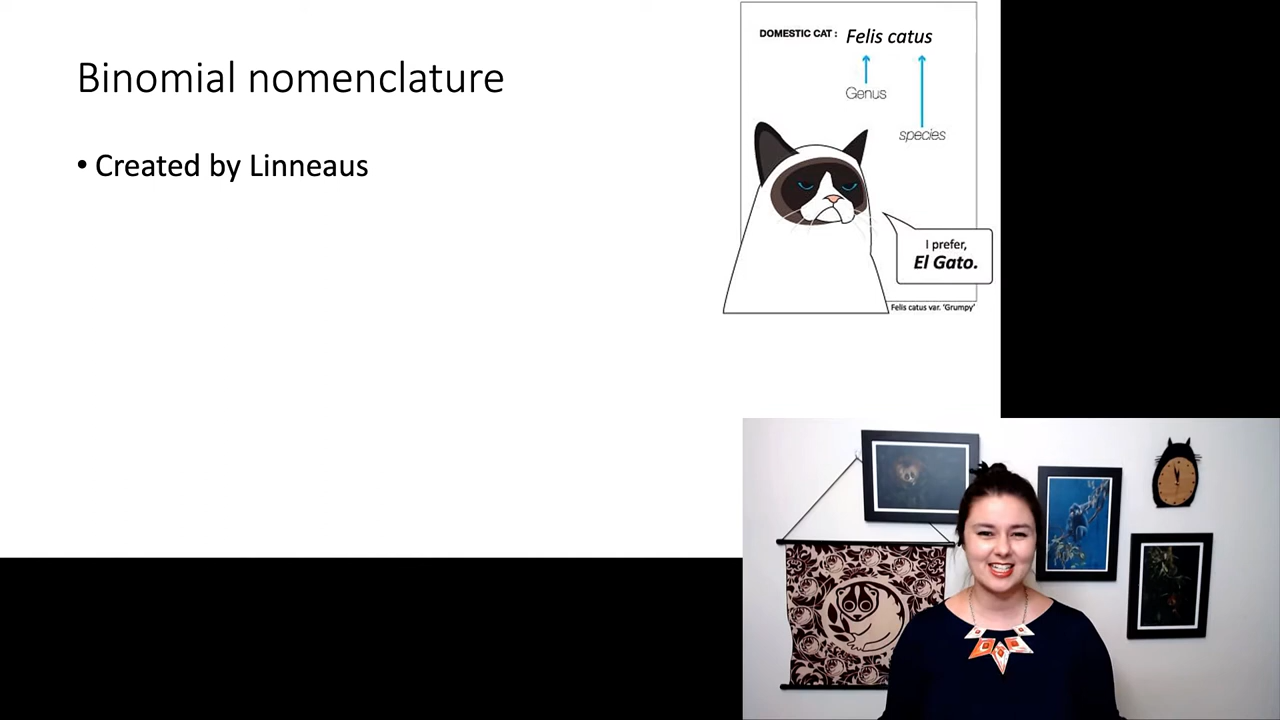 Binomial nomenclature
• Created by Linneaus
DOMESTIC CAT : Felis catus
Genus
species
I prefer,
El Gato.
Felis catus var. 'Grumpy'